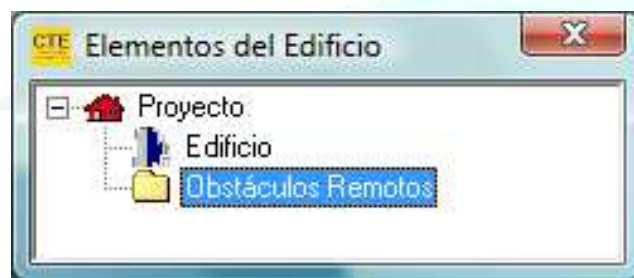 CTE Elementos del Edificio
Proyecto
Edificio
Obstáculos Remotos